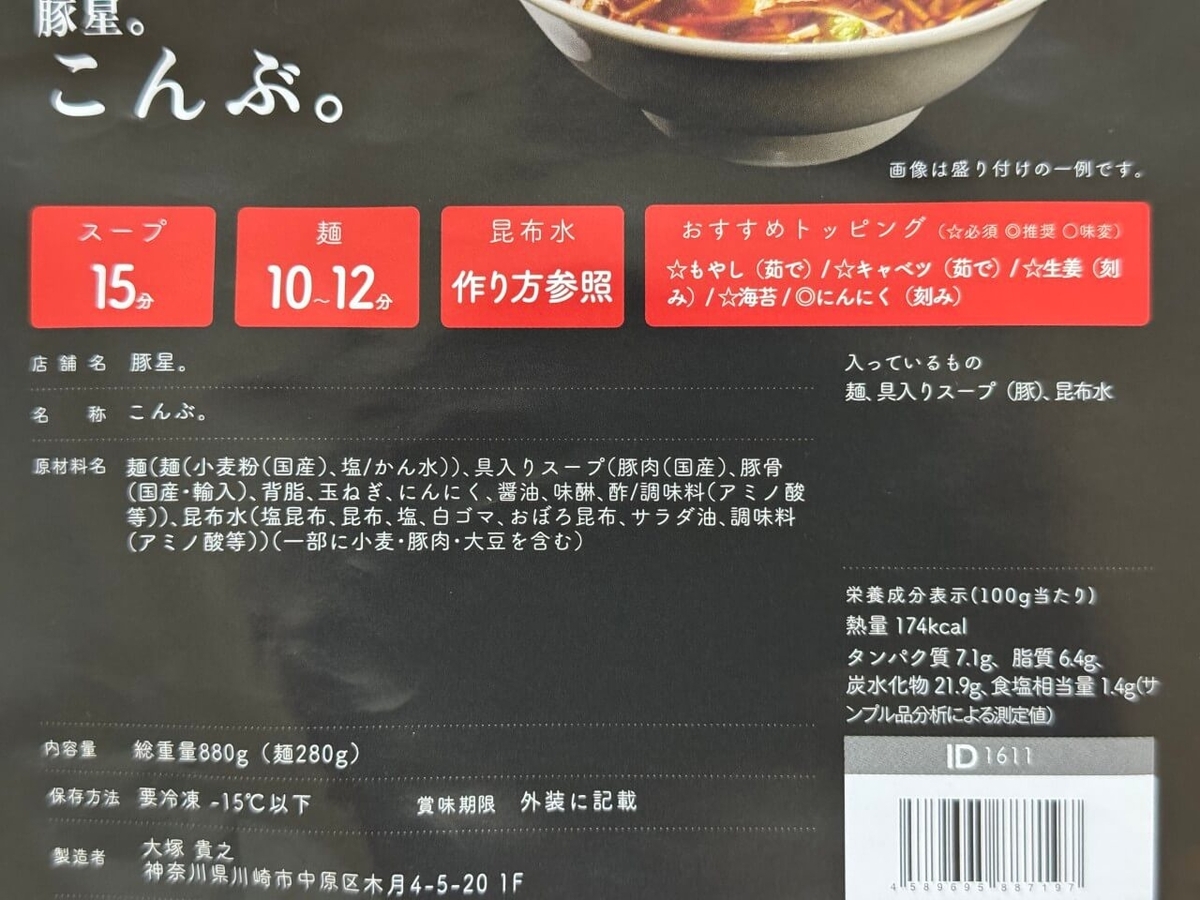 豚星。
こんぶ。
画像は盛り付けの一例です。
スープ
15分
麺
10~12分
昆布水
作り方参照
おすすめトッピング (☆必須 ◎推奨 〇味変)
☆もやし(茹で)/☆キャベツ(茹で)/☆生姜(刻
み)/☆海苔/◎にんにく(刻み)
店舗名 豚星。
名称 こんぶ。
原材料名 麺(麺(小麦粉(国産)、塩/かん水))、具入りスープ(豚肉(国産)、豚骨
(国産・輸入)、背脂、玉ねぎ、にんにく、醤油、味醂、酢/調味料(アミノ酸
等))、昆布水(塩昆布、昆布、塩、白ゴマ、おぼろ昆布、サラダ油、調味料
(アミノ酸等))(一部に小麦・豚肉・大豆を含む)
内容量 総重量880g(麺280g)
保存方法 要冷凍 -15℃以下 賞味期限 外装に記載
製造者 大塚 貴之
神奈川県川崎市中原区木月4-5-20 1F
入っているもの
麺、具入りスープ(豚)、昆布水
栄養成分表示(100g当たり)
熱量 174kcal
タンパク質 7.1g、脂質 6.4g、
炭水化物 21.9g、食塩相当量 1.4g(サ
ンプル品分析による測定値)
ID 1611
4589695887197